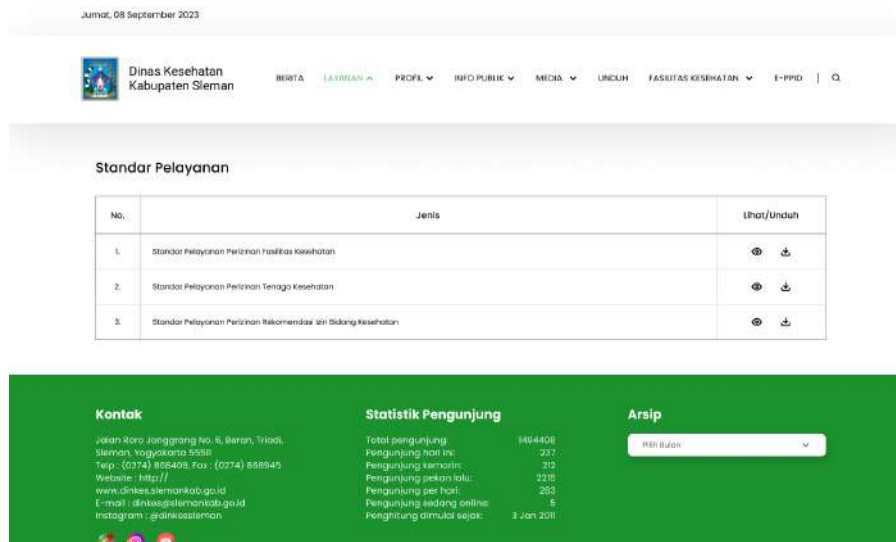 Jumat, 08 September 2023
Dinas Kesehatan
Kabupaten Sleman
BERITA LAYANAN PROFIL INFO PUBLIK MEDIA UNDUH FASILITAS KESEHATAN E-PPID
Standar Pelayanan
No. Jenis Lihat/Unduh
1. Standar Pelayanan Perizinan Fasilitas Kesehatan
2. Standar Pelayanan Perizinan Tenaga Kesehatan
3. Standar Pelayanan Perizinan Rekomendasi Izin Bidang Kesehatan
Kontak
Jalan Roro Jonggrang No. 6, Beran, Tridadi,
Sleman, Yogyakarta 55511
Telp : (0274) 868409, Fax : (0274) 868945
Website : http://
www.dinkes.slemankab.go.id
E-mail : dinkes@slemankab.go.id
Instagram : @dinkessleman
Statistik Pengunjung
Total pengunjung: 1464408
Pengunjung hari ini: 237
Pengunjung kemarin: 212
Pengunjung pekan lalu: 2215
Pengunjung per hari: 283
Pengunjung sedang online: 5
Penghitung dimulai sejak: 3 Jan 2011
Arsip
Pilih Bulan